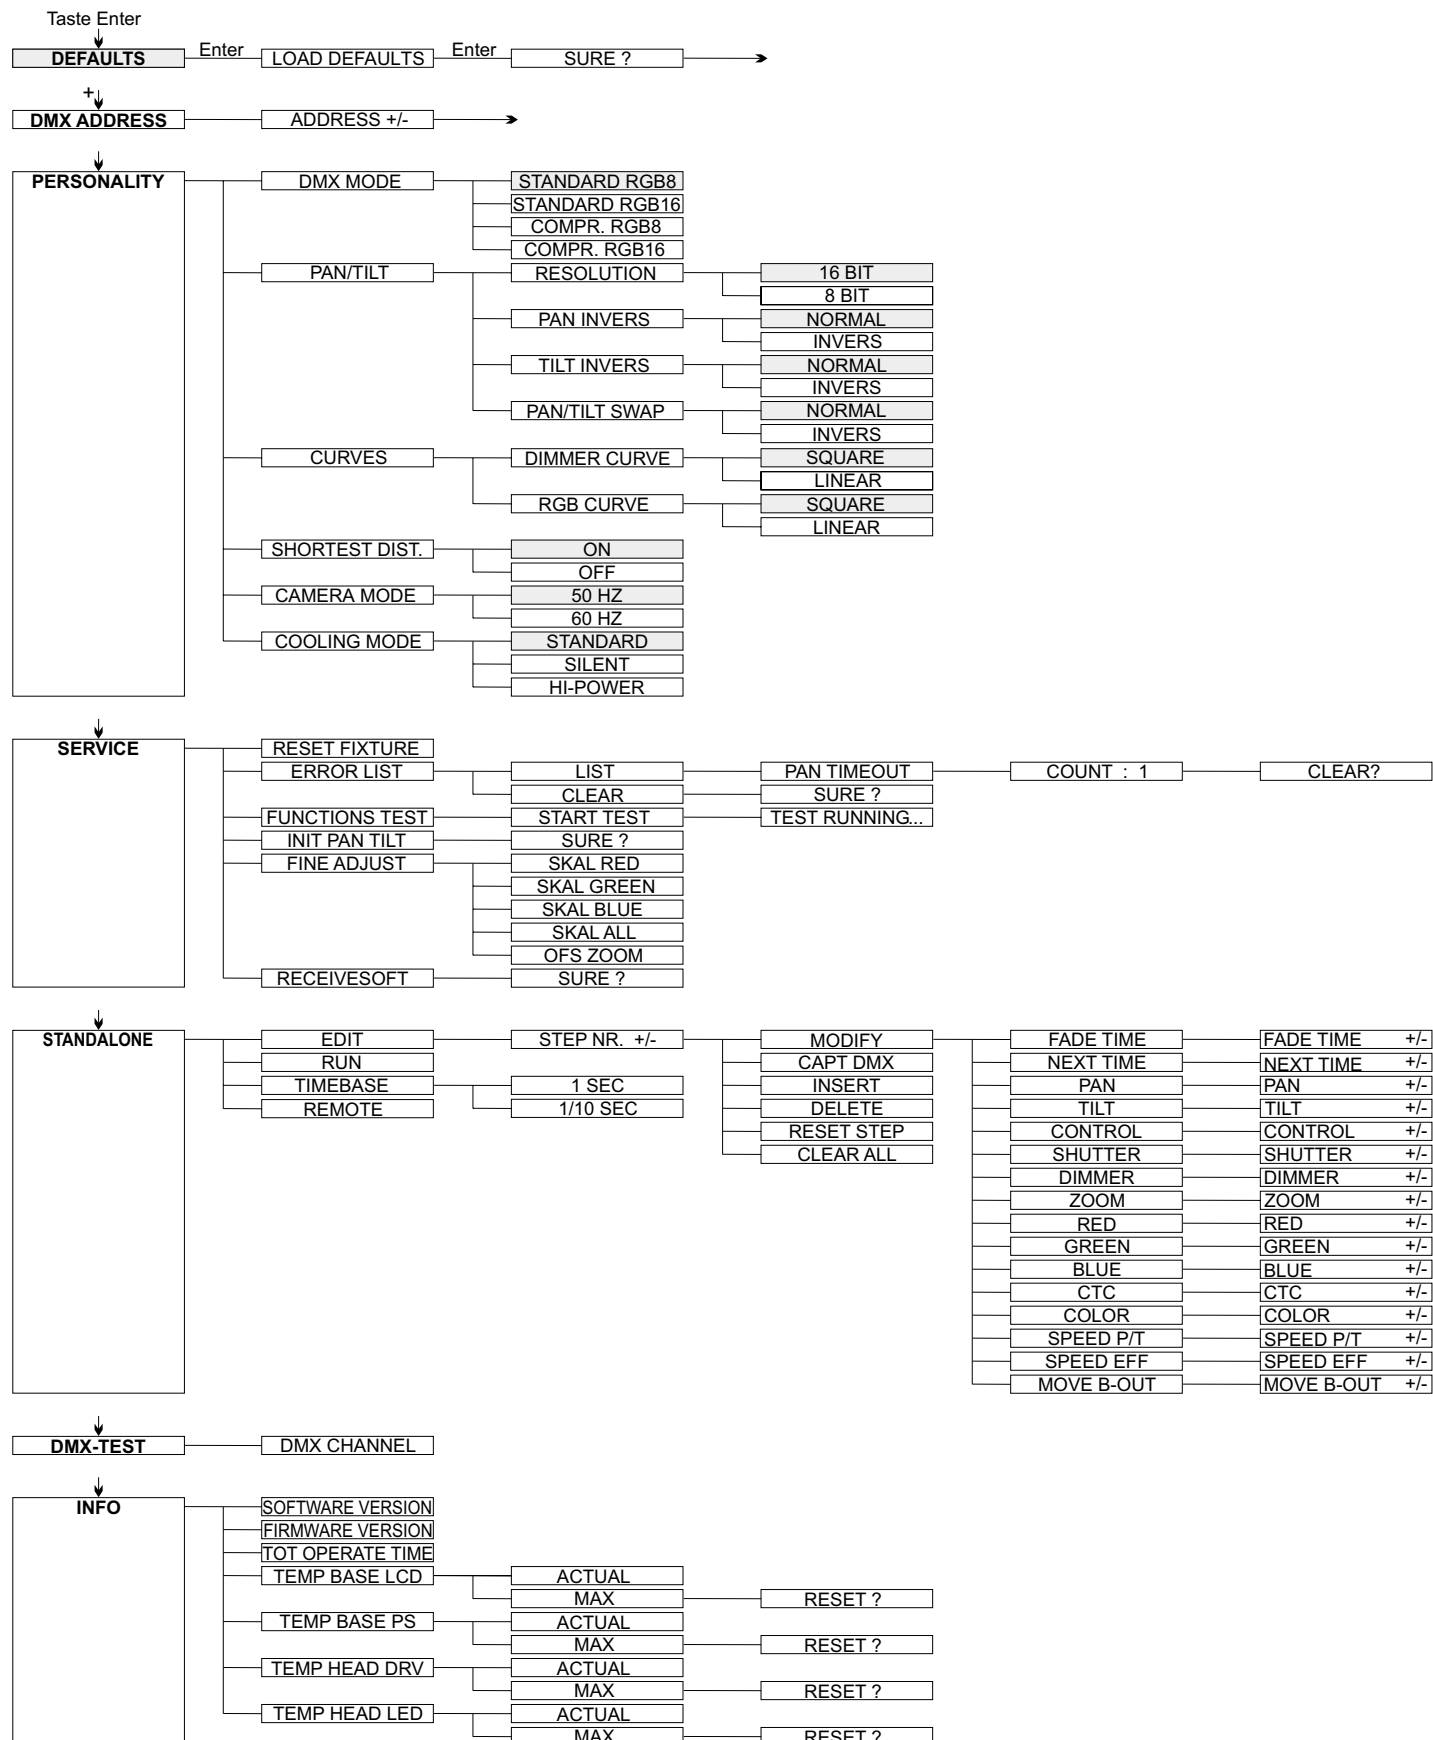 Taste Enter
DEFAULTS Enter LOAD DEFAULTS Enter SURE ?
+
DMX ADDRESS ADDRESS +/-
PERSONALITY DMX MODE STANDARD RGB8
STANDARD RGB16
COMPR. RGB8
COMPR. RGB16
PAN/TILT RESOLUTION 16 BIT
8 BIT
PAN INVERS NORMAL
INVERS
TILT INVERS NORMAL
INVERS
PAN/TILT SWAP NORMAL
INVERS
CURVES DIMMER CURVE SQUARE
LINEAR
RGB CURVE SQUARE
LINEAR
SHORTEST DIST. ON
OFF
CAMERA MODE 50 HZ
60 HZ
COOLING MODE STANDARD
SILENT
HI-POWER
SERVICE RESET FIXTURE
ERROR LIST LIST PAN TIMEOUT COUNT : 1 CLEAR?
CLEAR SURE ?
FUNCTIONS TEST START TEST TEST RUNNING...
INIT PAN TILT SURE ?
FINE ADJUST SKAL RED
SKAL GREEN
SKAL BLUE
SKAL ALL
OFS ZOOM
RECEIVESOFT SURE ?
STANDALONE EDIT STEP NR. +/- MODIFY FADE TIME FADE TIME +/-
RUN CAPT DMX NEXT TIME NEXT TIME +/-
TIMEBASE 1 SEC INSERT PAN PAN +/-
REMOTE 1/10 SEC DELETE TILT TILT +/-
RESET STEP CONTROL CONTROL +/-
CLEAR ALL SHUTTER SHUTTER +/-
DIMMER DIMMER +/-
ZOOM ZOOM +/-
RED RED +/-
GREEN GREEN +/-
BLUE BLUE +/-
CTC CTC +/-
COLOR COLOR +/-
SPEED P/T SPEED P/T +/-
SPEED EFF SPEED EFF +/-
MOVE B-OUT MOVE B-OUT +/-
DMX-TEST DMX CHANNEL
INFO SOFTWARE VERSION
FIRMWARE VERSION
TOT OPERATE TIME
TEMP BASE LCD ACTUAL
MAX RESET ?
TEMP BASE PS ACTUAL
MAX RESET ?
TEMP HEAD DRV ACTUAL
MAX RESET ?
TEMP HEAD LED ACTUAL
MAX RESET ?